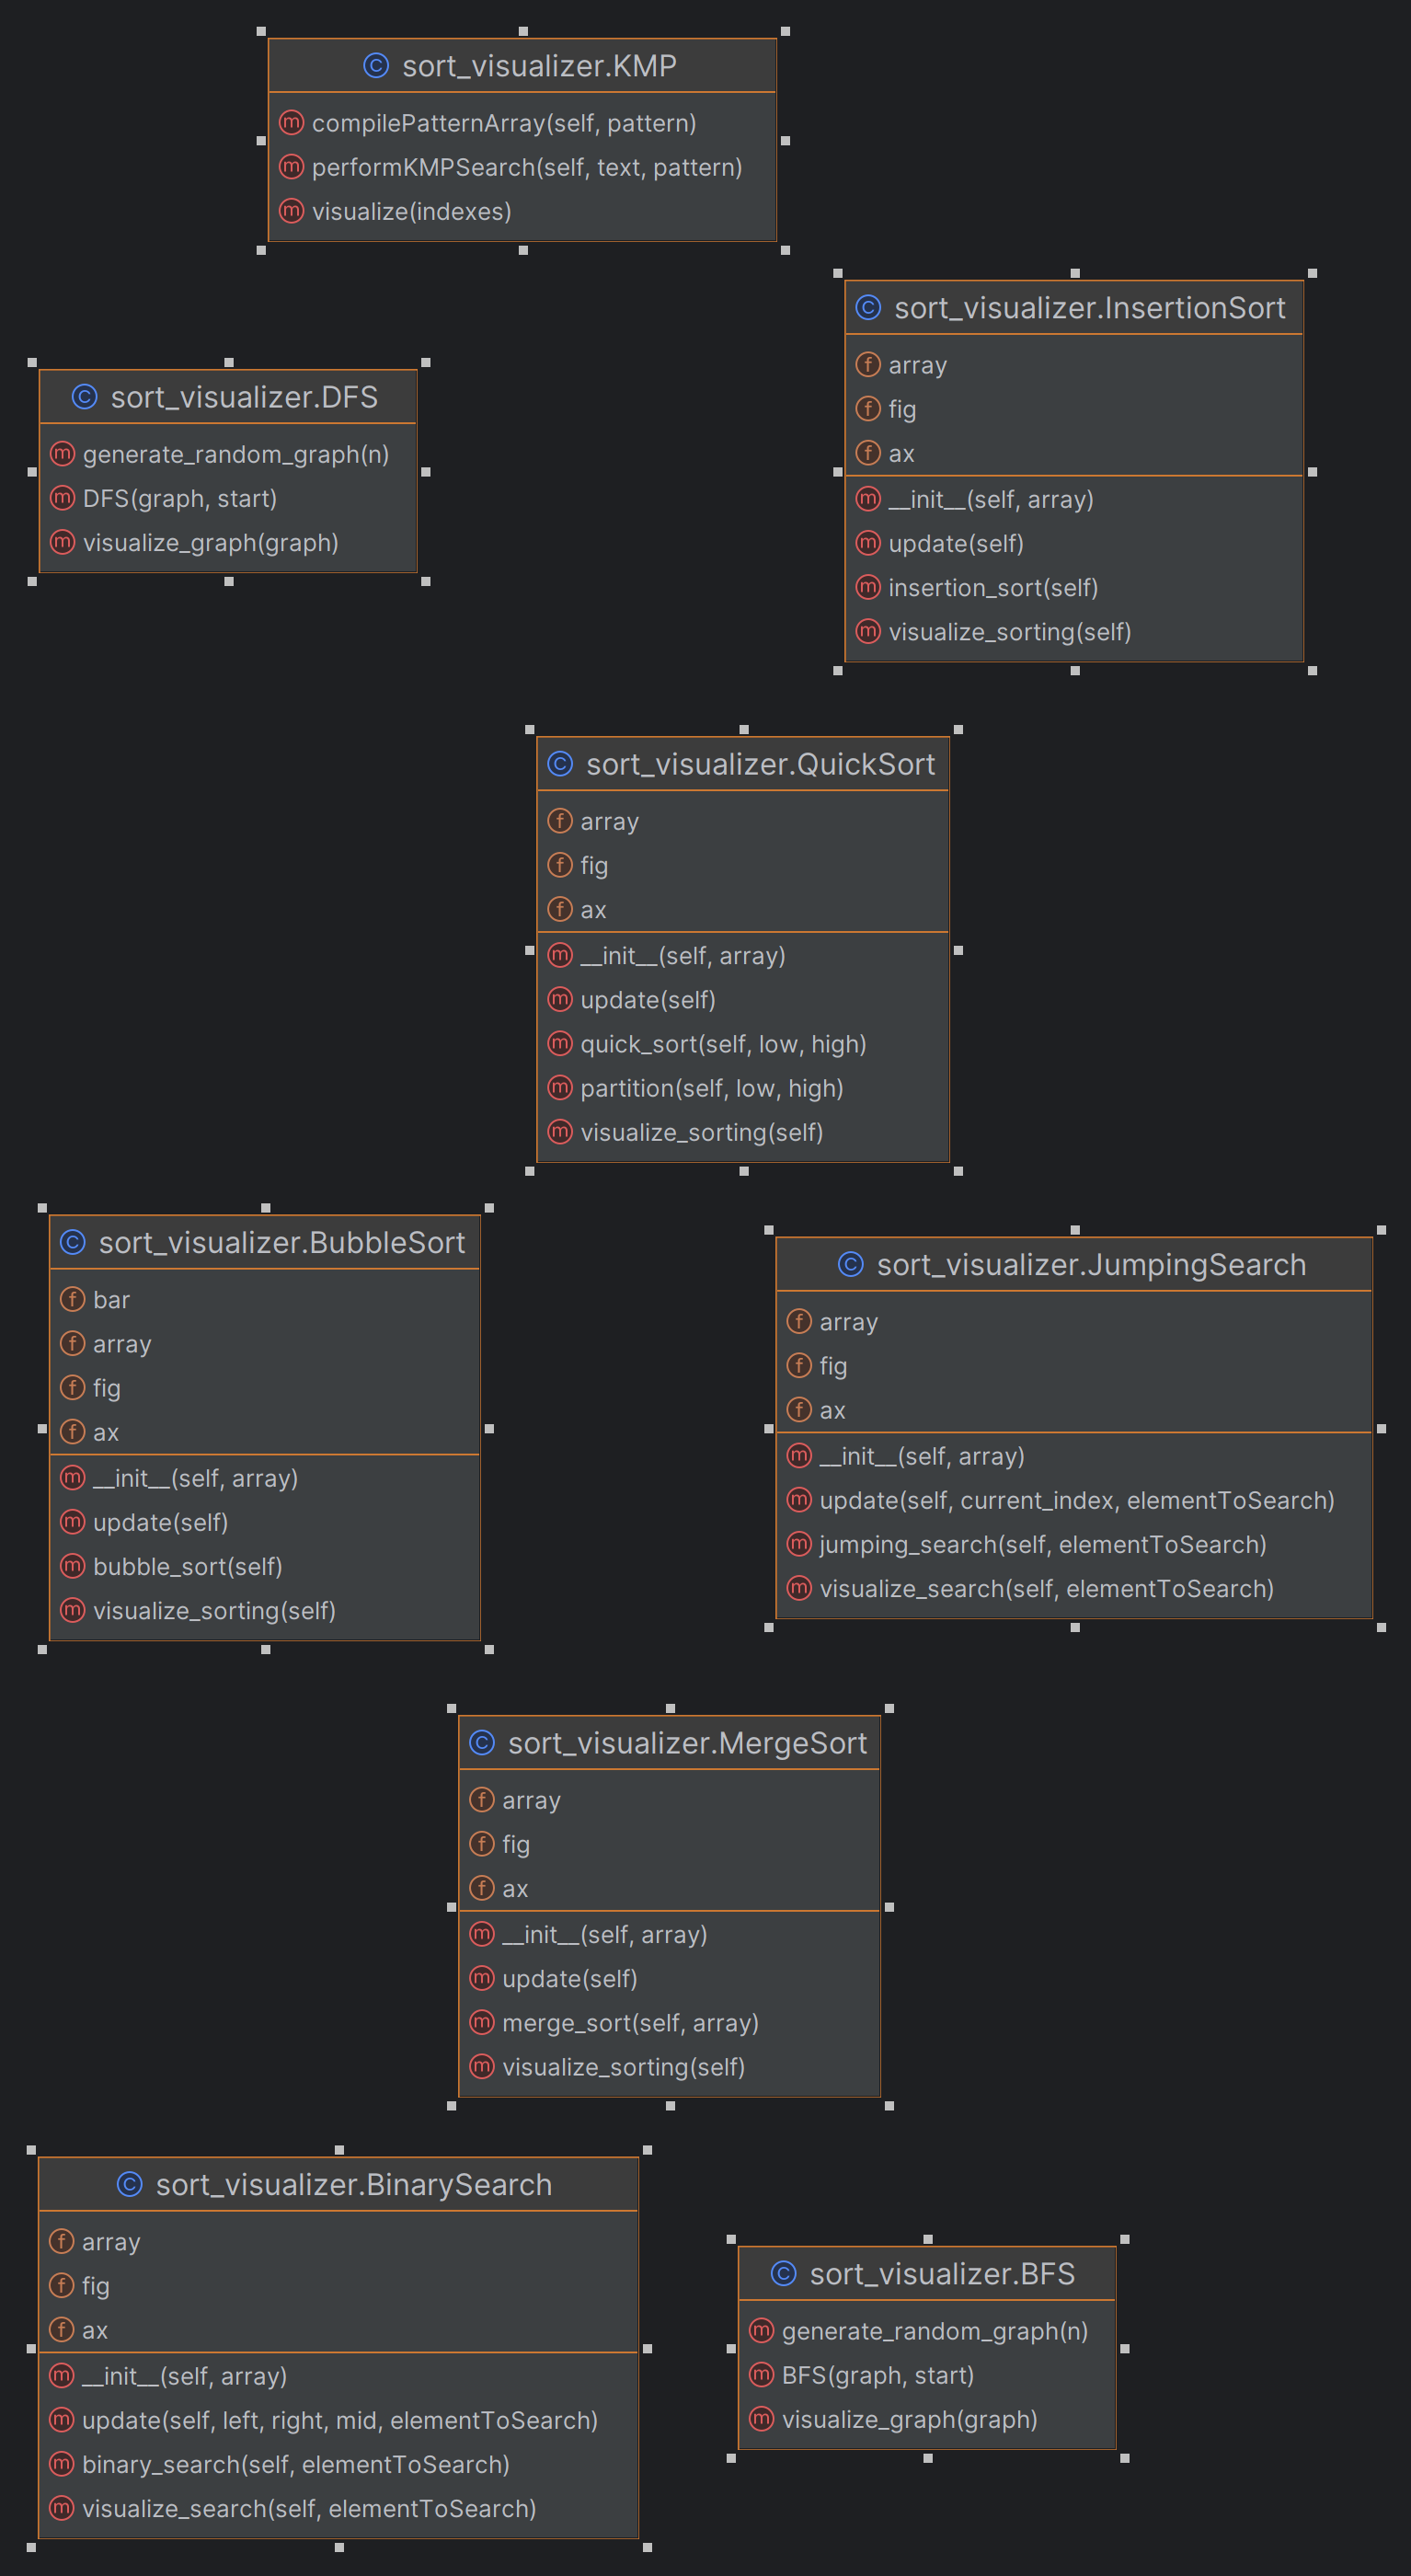 sort_visualizer.KMP
compilePatternArray(self, pattern)
performKMPSearch(self, text, pattern)
visualize(indexes)
sort_visualizer.InsertionSort
array
fig
ax
__init__(self, array)
update(self)
insertion_sort(self)
visualize_sorting(self)
sort_visualizer.DFS
generate_random_graph(n)
DFS(graph, start)
visualize_graph(graph)
sort_visualizer.QuickSort
array
fig
ax
__init__(self, array)
update(self)
quick_sort(self, low, high)
partition(self, low, high)
visualize_sorting(self)
sort_visualizer.BubbleSort
bar
array
fig
ax
__init__(self, array)
update(self)
bubble_sort(self)
visualize_sorting(self)
sort_visualizer.JumpingSearch
array
fig
ax
__init__(self, array)
update(self, current_index, elementToSearch)
jumping_search(self, elementToSearch)
visualize_search(self, elementToSearch)
sort_visualizer.MergeSort
array
fig
ax
__init__(self, array)
update(self)
merge_sort(self, array)
visualize_sorting(self)
sort_visualizer.BinarySearch
array
fig
ax
__init__(self, array)
update(self, left, right, mid, elementToSearch)
binary_search(self, elementToSearch)
visualize_search(self, elementToSearch)
sort_visualizer.BFS
generate_random_graph(n)
BFS(graph, start)
visualize_graph(graph)